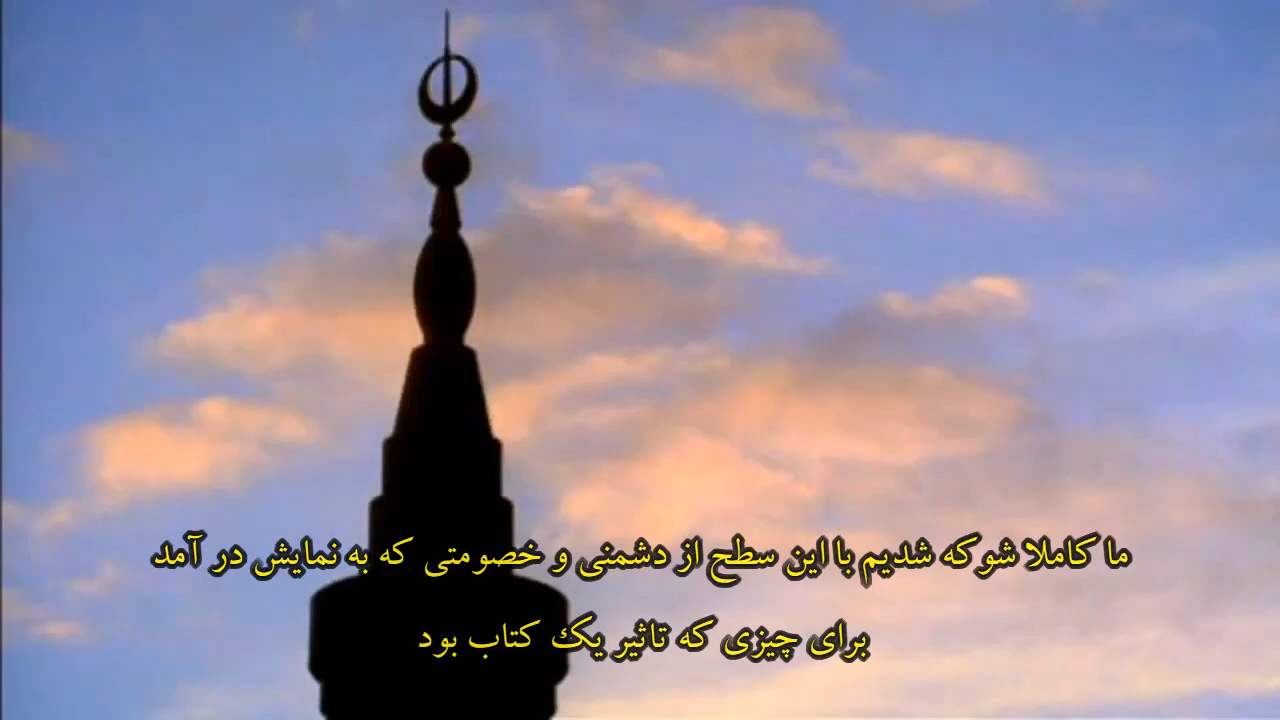 ما کاملا شوکه شدیم با این سطح از دشمنی و خصومتی که به نمایش در آمد
برای چیزی که تاثیر یک کتاب بود